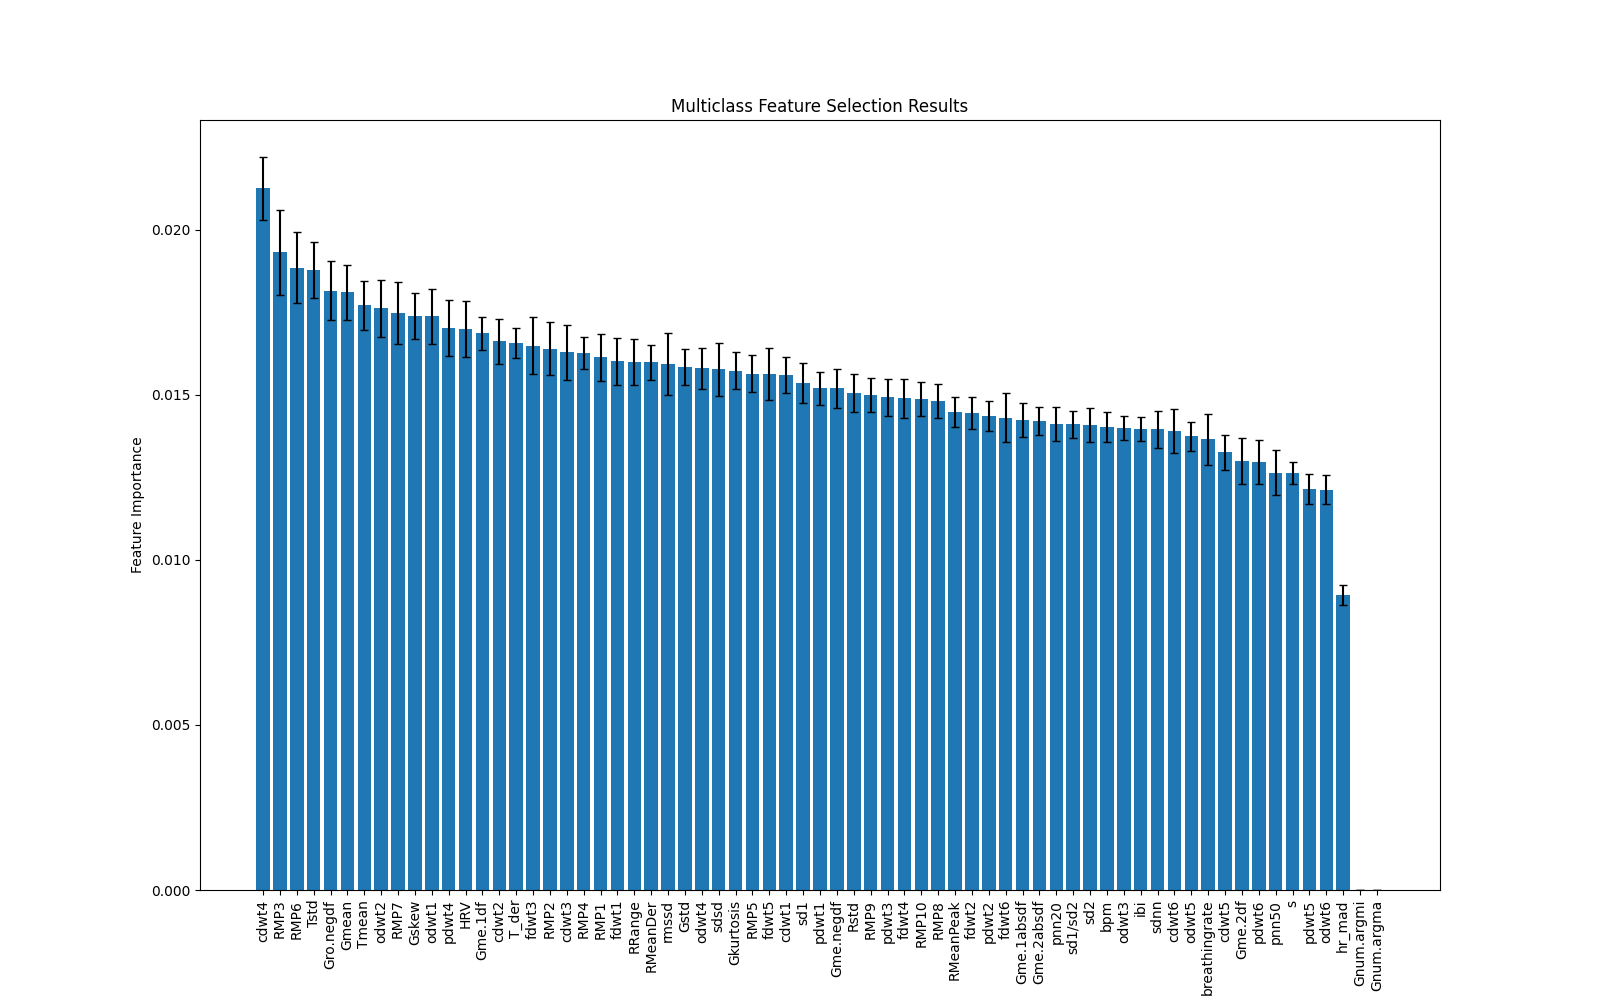 Multiclass Feature Selection Results
Feature Importance
0.020
0.015
0.010
0.005
0.000
cdwt4
RMP3
RMP6
Tstd
Gro.negdf
Gmean
Tmean
odwt2
RMP7
Gskew
odwt1
pdwt4
HRV
Gme.1df
cdwt2
T_der
fdwt3
RMP2
cdwt3
RMP4
RMP1
fdwt1
RRange
RMeanDer
rmssd
Gstd
odwt4
sdsd
Gkurtosis
RMP5
fdwt5
cdwt1
sd1
pdwt1
Gme.negdf
Rstd
RMP9
pdwt3
fdwt4
RMP10
RMP8
RMeanPeak
fdwt2
pdwt2
fdwt6
Gme.1absdf
Gme.2absdf
pnn20
sd1/sd2
sd2
bpm
odwt3
ibi
sdnn
cdwt6
odwt5
breathingrate
cdwt5
Gme.2df
pdwt6
pnn50
s
pdwt5
odwt6
hr_mad
Gnum.argmi
Gnum.argma